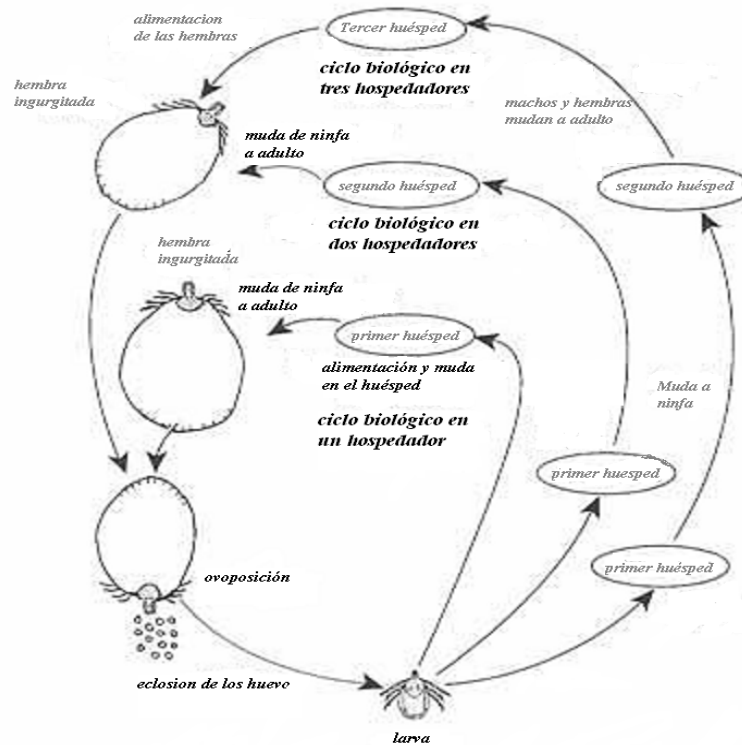 alimentacion
de las hembras
Tercer huésped
ciclo biológico en
tres hospedadores
hembra
ingurgitada
machos y hembras
mudan a adulto
muda de ninfa
a adulto
segundo huésped
segundo huésped
ciclo biológico en
dos hospedadores
hembra
ingurgitada
muda de ninfa
a adulto
primer huésped
alimentación y muda
en el huésped
Muda a
ninfa
ciclo biológico en
un hospedador
primer huesped
primer huésped
ovoposición
eclosion de los huevo
larva